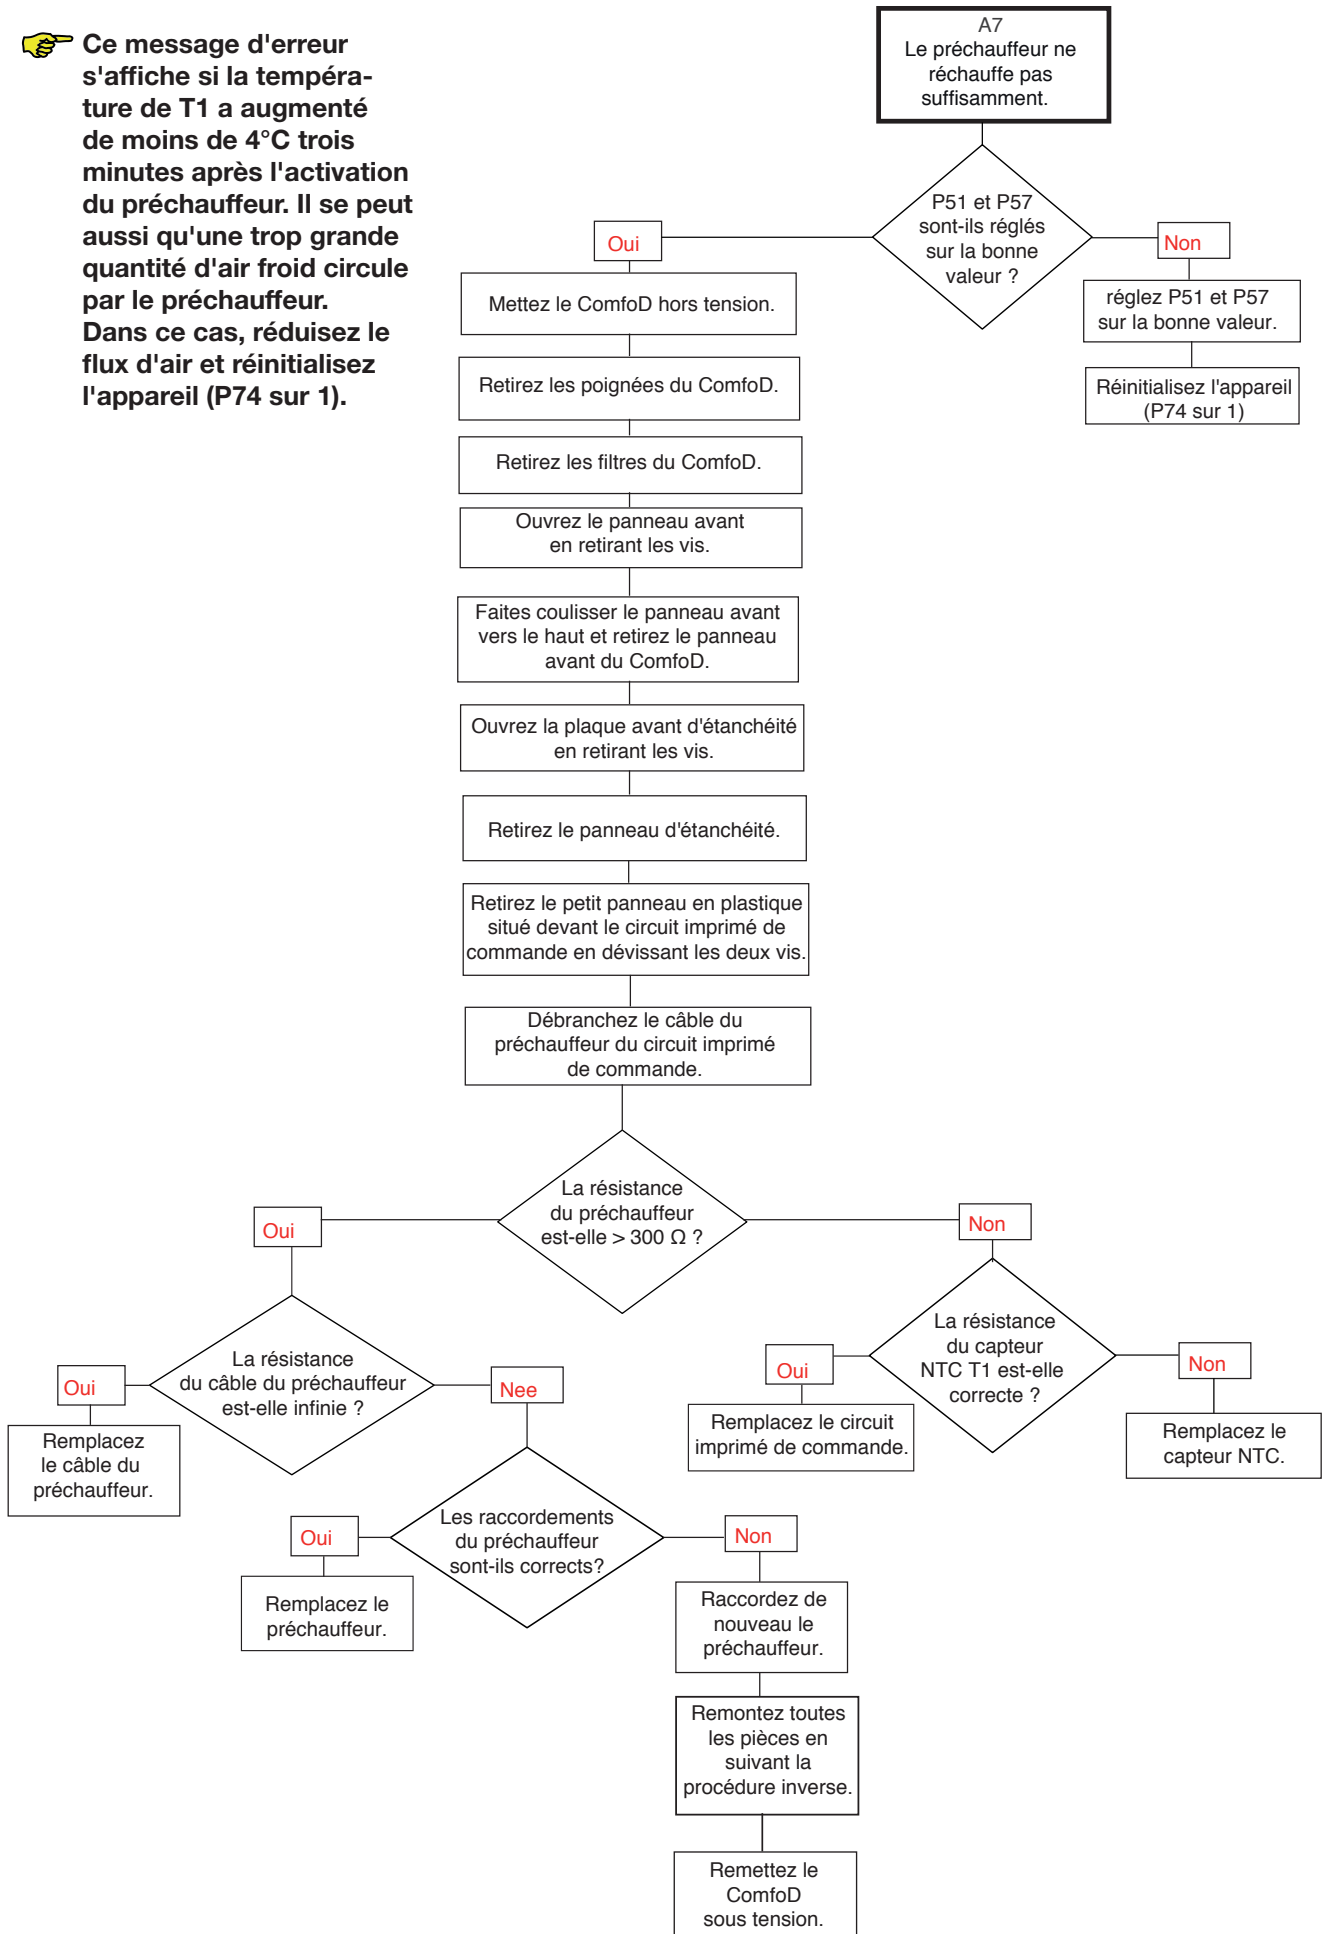 Ce message d'erreur
s'affiche si la tempéra-
ture de T1 a augmenté
de moins de 4°C trois
minutes après l'activation
du préchauffeur. Il se peut
aussi qu'une trop grande
quantité d'air froid circule
par le préchauffeur.
Dans ce cas, réduisez le
flux d'air et réinitialisez
l'appareil (P74 sur 1).
A7
Le préchauffeur ne
réchauffe pas
suffisamment.
P51 et P57
sont-ils réglés
sur la bonne
valeur ?
Oui
Non
Mettez le ComfoD hors tension.
réglez P51 et P57
sur la bonne valeur.
Retirez les poignées du ComfoD.
Réinitialisez l'appareil
(P74 sur 1)
Retirez les filtres du ComfoD.
Ouvrez le panneau avant
en retirant les vis.
Faites coulisser le panneau avant
vers le haut et retirez le panneau
avant du ComfoD.
Ouvrez la plaque avant d'étanchéité
en retirant les vis.
Retirez le panneau d'étanchéité.
Retirez le petit panneau en plastique
situé devant le circuit imprimé de
commande en dévissant les deux vis.
Débranchez le câble du
préchauffeur du circuit imprimé
de commande.
La résistance
du préchauffeur
est-elle > 300 Ω ?
Oui
Non
La résistance
du câble du préchauffeur
est-elle infinie ?
La résistance
du capteur
NTC T1 est-elle
correcte ?
Oui
Nee
Oui
Non
Remplacez
le câble du
préchauffeur.
Remplacez le circuit
imprimé de commande.
Remplacez le
capteur NTC.
Les raccordements
du préchauffeur
sont-ils corrects?
Oui
Non
Remplacez le
préchauffeur.
Raccordez de
nouveau le
préchauffeur.
Remontez toutes
les pièces en
suivant la
procédure inverse.
Remettez le
ComfoD
sous tension.